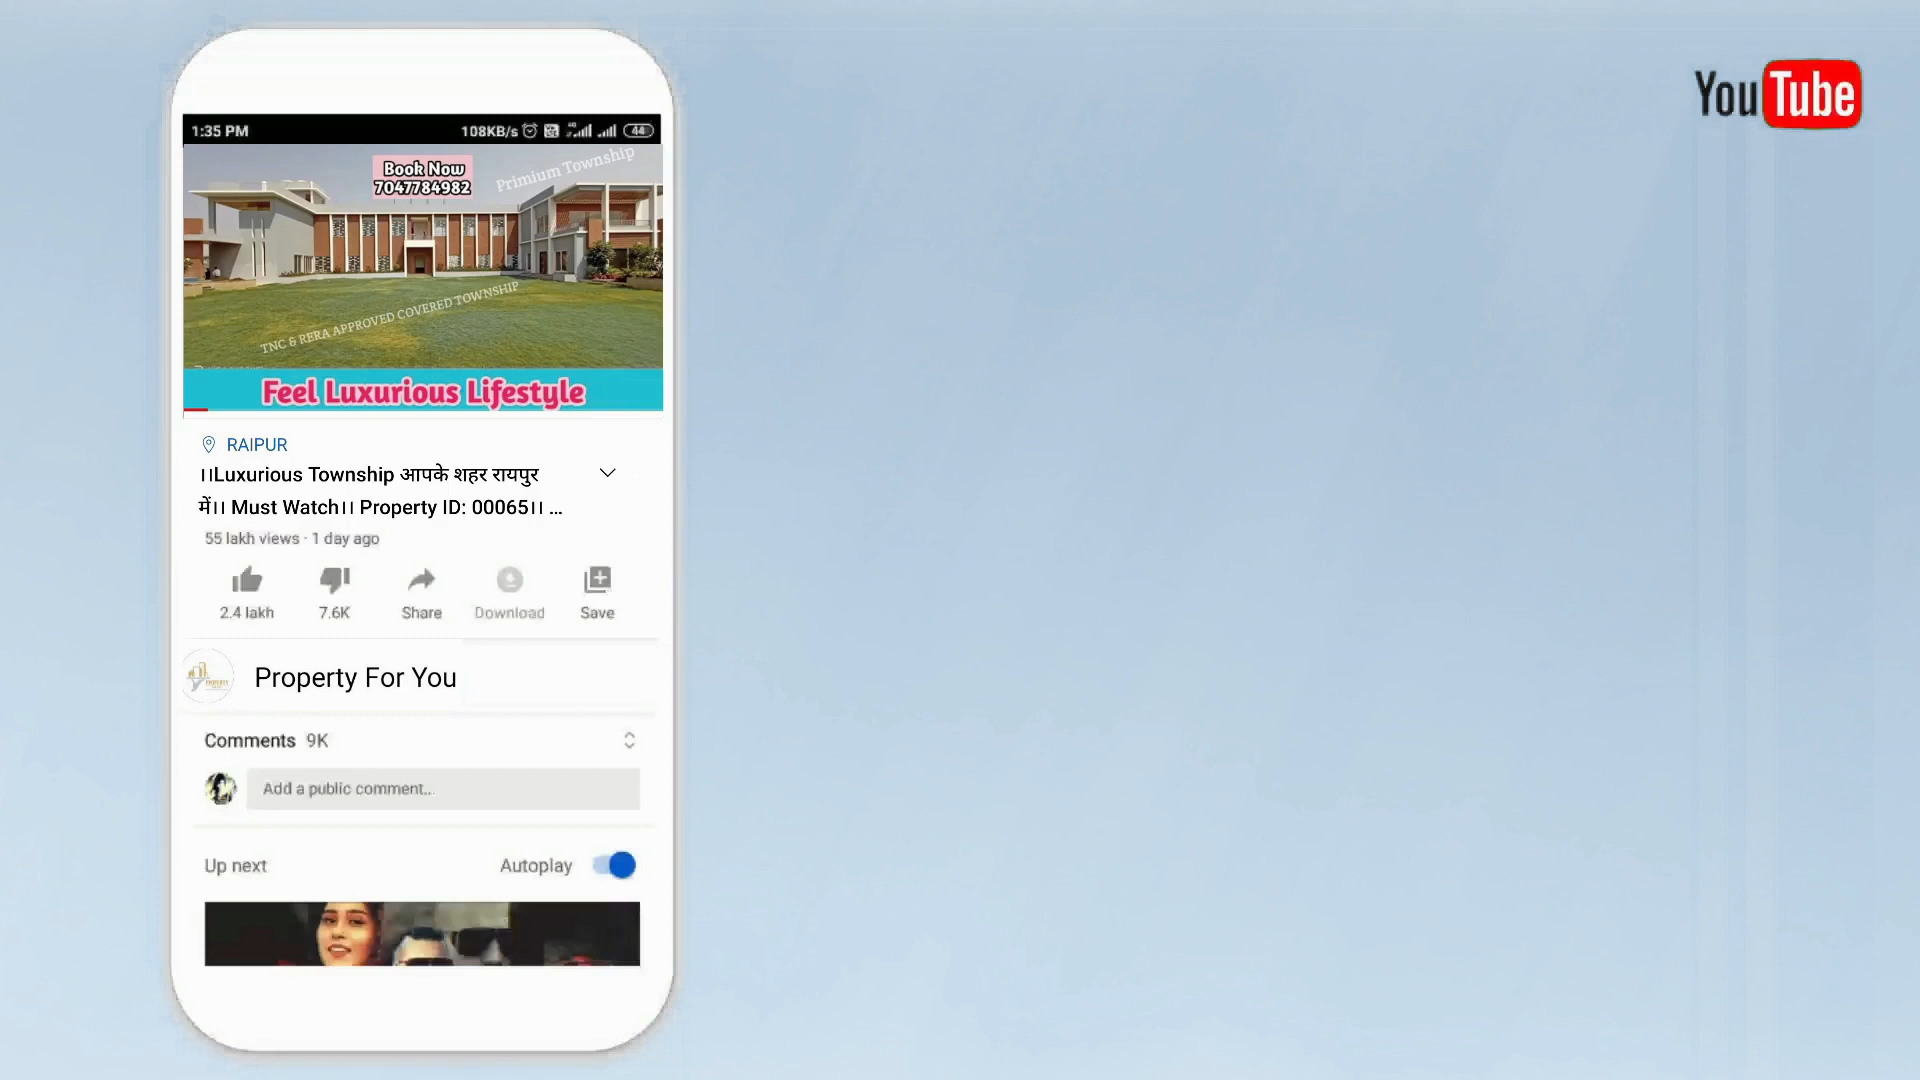 YouTube
1:35 PM 108KB/s 44
Book Now
7047784982
Primium Township
TNC & RERA APPROVED COVERED TOWNSHIP
Feel Luxurious Lifestyle
RAIPUR
।।Luxurious Township आपके शहर रायपुर
में।। Must Watch।। Property ID: 00065।। ...
55 lakh views · 1 day ago
2.4 lakh 7.6K Share Download Save
Property For You
Comments 9K
Add a public comment...
Up next Autoplay